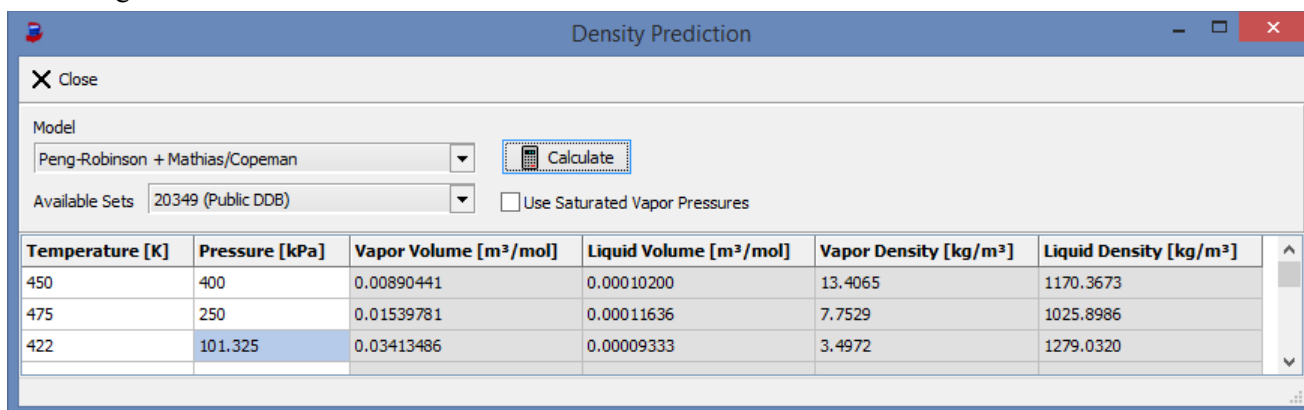 Density Prediction
Close
Model
Peng-Robinson + Mathias/Copeman
Calculate
Available Sets 20349 (Public DDB) Use Saturated Vapor Pressures
Temperature [K] Pressure [kPa] Vapor Volume [m³/mol] Liquid Volume [m³/mol] Vapor Density [kg/m³] Liquid Density [kg/m³]
450 400 0.00890441 0.00010200 13.4065 1170.3673
475 250 0.01539781 0.00011636 7.7529 1025.8986
422 101.325 0.03413486 0.00009333 3.4972 1279.0320